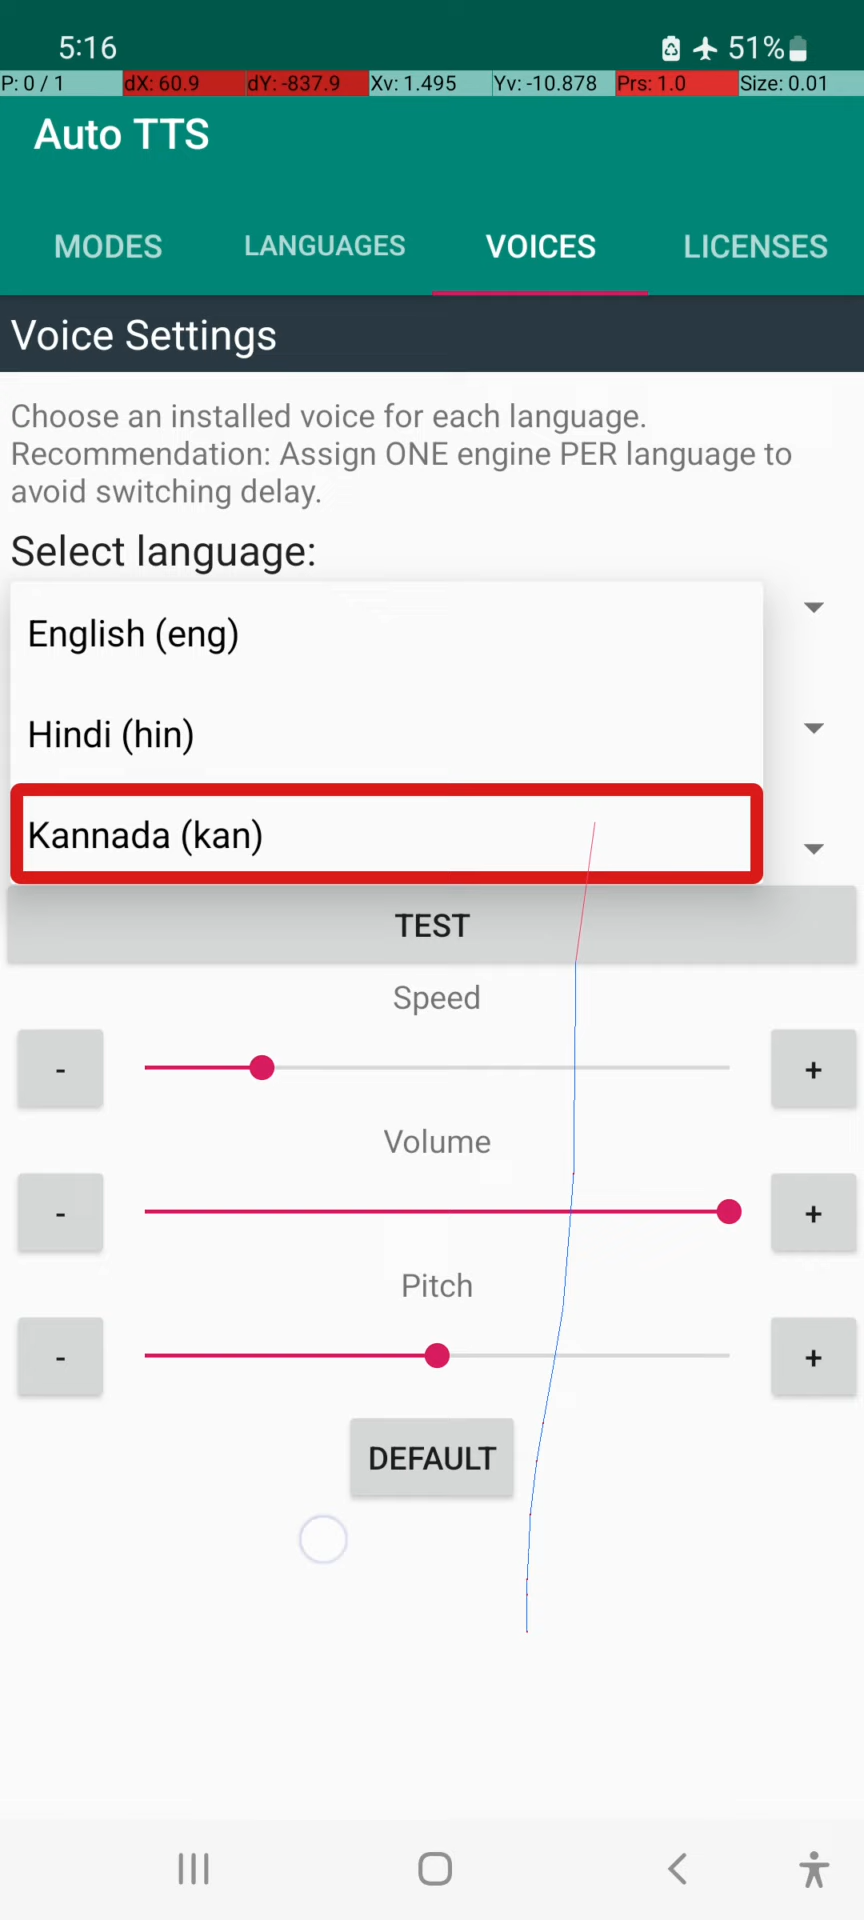 5:16
51%
P: 0 / 1
dX: 60.9
dY: -837.9
Xv: 1.495
Yv: -10.878
Prs: 1.0
Size: 0.01
Auto TTS
MODES
LANGUAGES
VOICES
LICENSES
Voice Settings
Choose an installed voice for each language.
Recommendation: Assign ONE engine PER language to
avoid switching delay.
Select language:
English (eng)
Hindi (hin)
Kannada (kan)
TEST
Speed
-
+
Volume
-
+
Pitch
-
+
DEFAULT